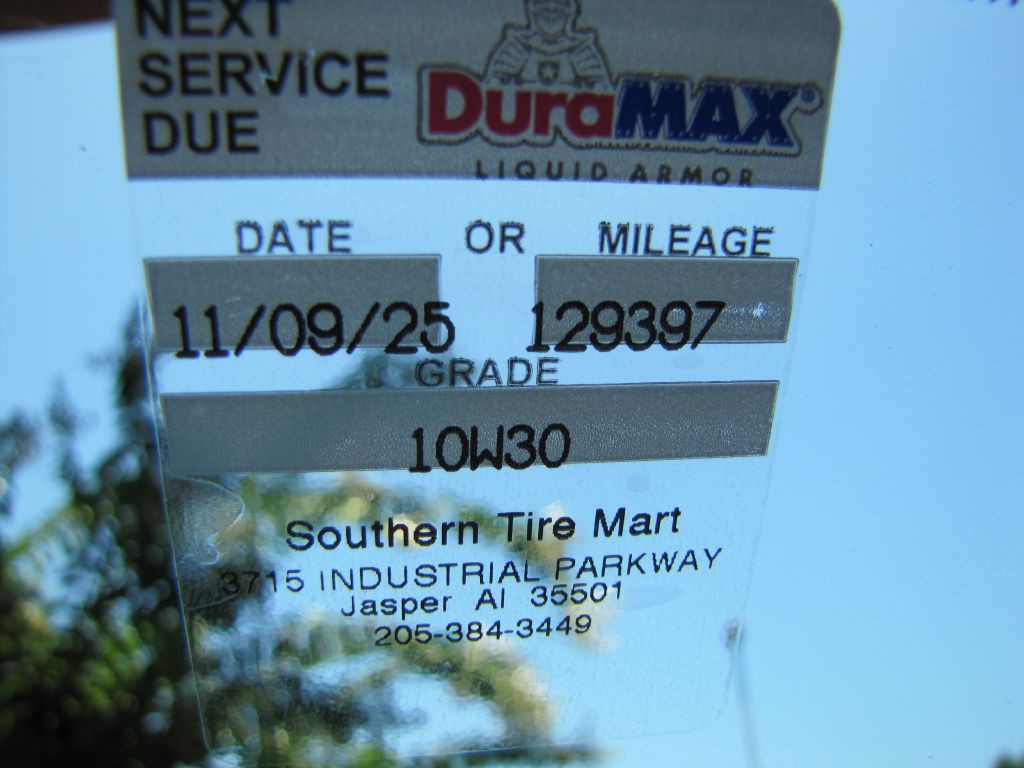 NEXT
SERVICE
DUE
DuraMAX®
LIQUID ARMOR
DATE OR MILEAGE
11/09/25 129397
GRADE
10W30
Southern Tire Mart
3715 INDUSTRIAL PARKWAY
Jasper Al 35501
205-384-3449